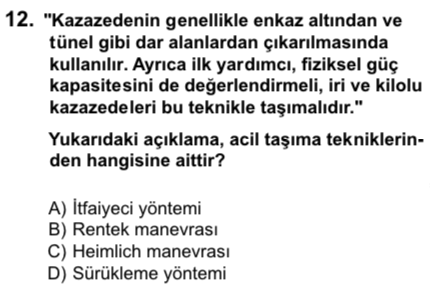 12. "Kazazedenin genellikle enkaz altından ve
tünel gibi dar alanlardan çıkarılmasında
kullanılır. Ayrıca ilk yardımcı, fiziksel güç
kapasitesini de değerlendirmeli, iri ve kilolu
kazazedeleri bu teknikle taşımalıdır."
Yukarıdaki açıklama, acil taşıma tekniklerin-
den hangisine aittir?
A) İtfaiyeci yöntemi
B) Rentek manevrası
C) Heimlich manevrası
D) Sürükleme yöntemi